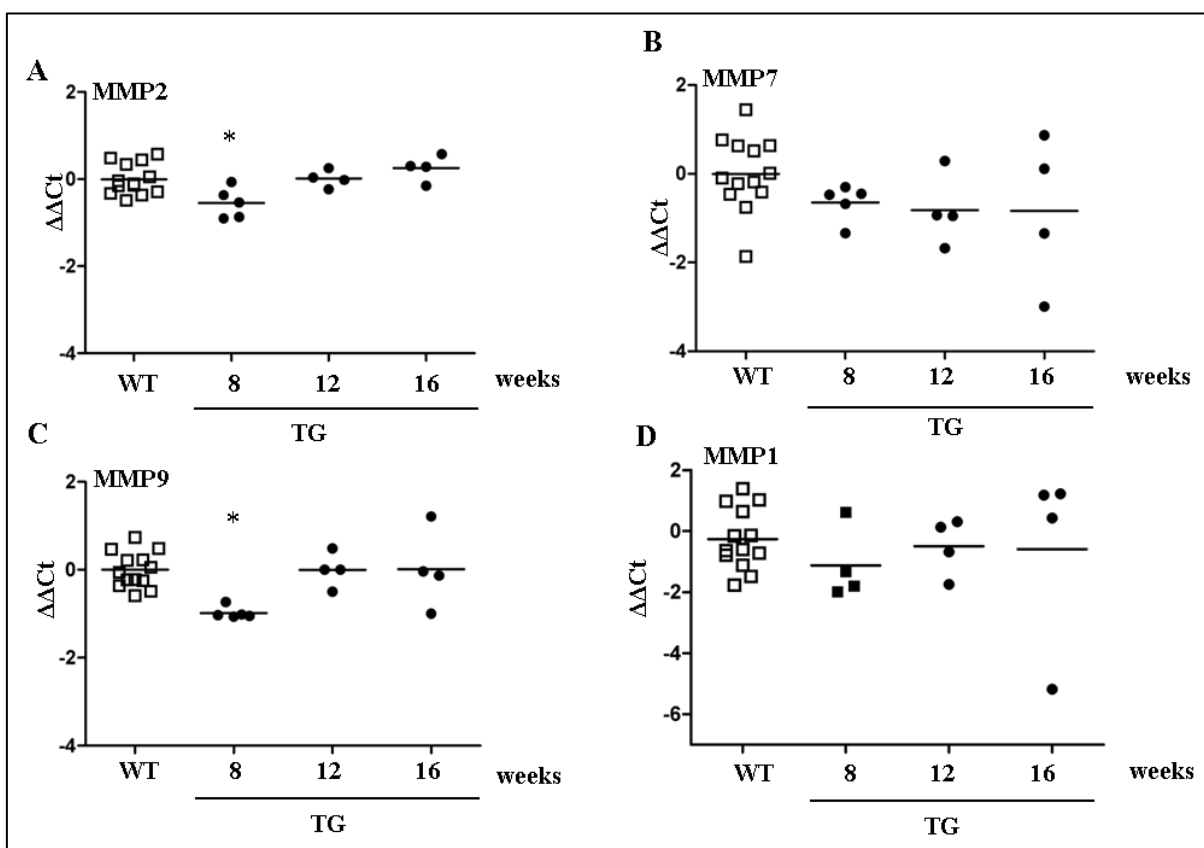 A
MMP2
*
2
0
-2
-4
ΔΔCt
WT 8 12 16 weeks
TG
B
MMP7
2
0
-2
-4
ΔΔCt
WT 8 12 16 weeks
TG
C
MMP9
*
2
0
-2
-4
ΔΔCt
WT 8 12 16 weeks
TG
D
MMP1
2
0
-2
-4
-6
ΔΔCt
WT 8 12 16 weeks
TG